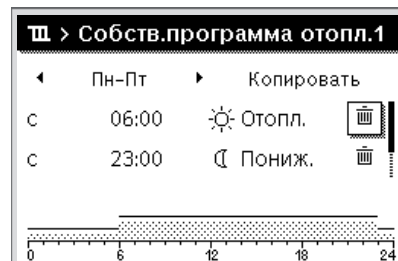 > Собств.программа отопл.1
Пн-Пт Копировать
с 06:00 Отопл.
с 23:00 Пониж.
0 6 12 18 24